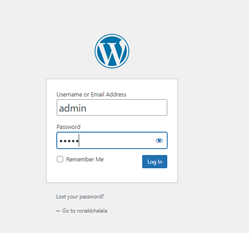 Username or Email Address
admin
Password
•••••
Remember Me
Log In
Lost your password?
← Go to ronakbhalala